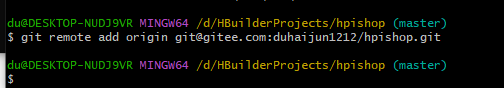 du@DESKTOP-NUDJ9VR MINGW64 /d/HBuilderProjects/hpishop (master)
$ git remote add origin git@gitee.com:duhaijun1212/hpishop.git
du@DESKTOP-NUDJ9VR MINGW64 /d/HBuilderProjects/hpishop (master)
$